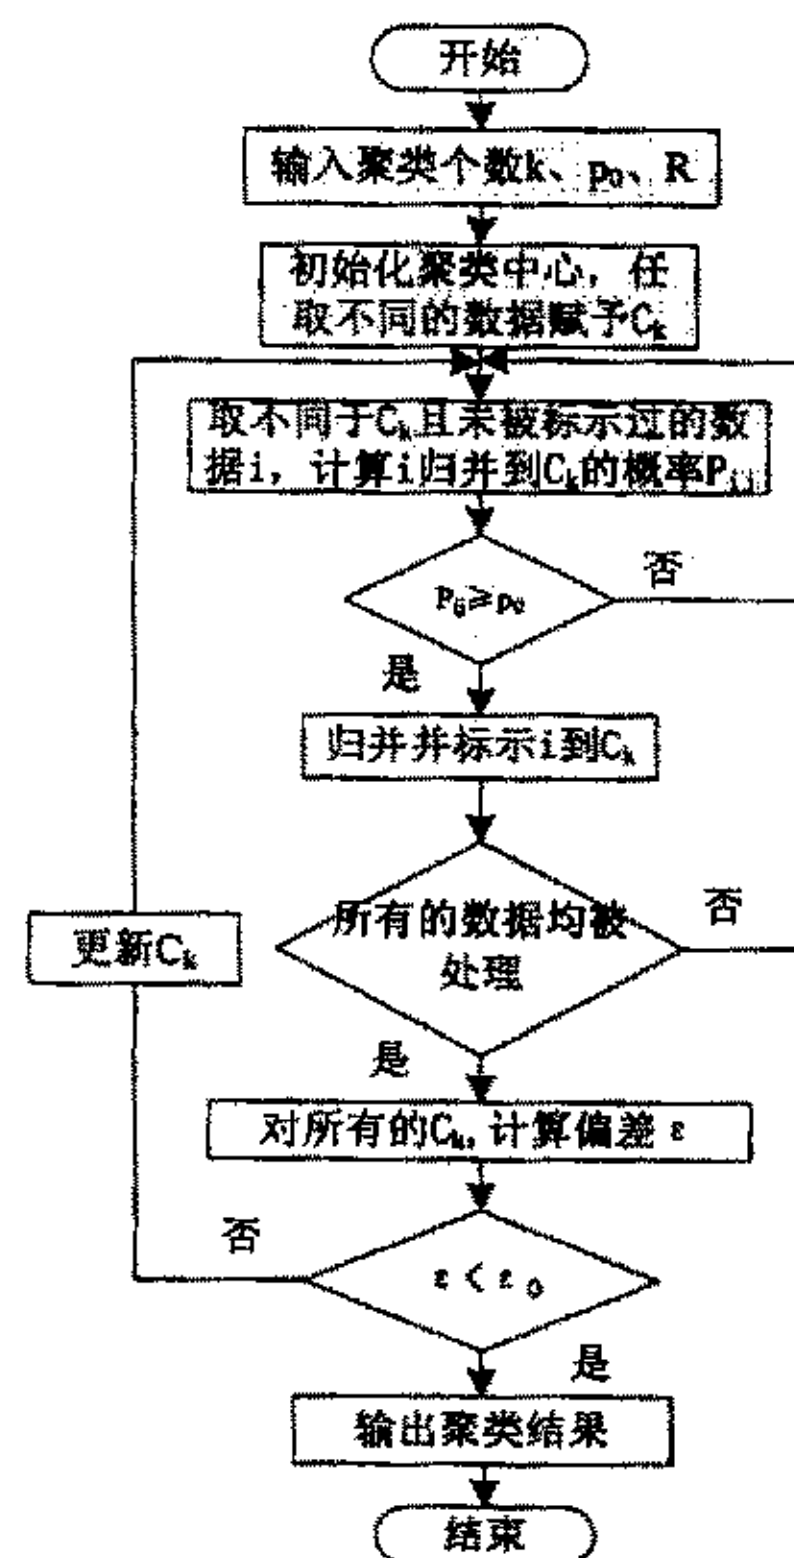 开始
输入聚类个数k、p₀、R
初始化聚类中心，任
取不同的数据赋予Cₖ
取不同于Cₖ且未被标示过的数
据i，计算i归并到Cₖ的概率Pᵢⱼ
否
Pᵢⱼ≥p₀
是
归并并标示i到Cₖ
所有的数据均被
处理
否
更新Cₖ
是
对所有的Cₖ,计算偏差 ε
否
ε < ε ₀
是
输出聚类结果
结束